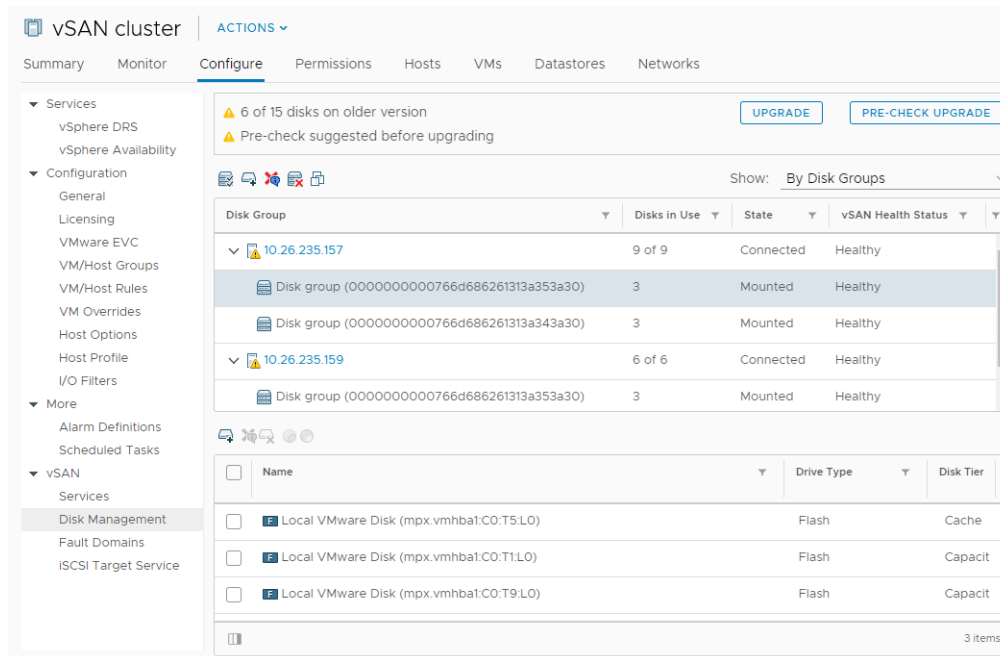 vSAN cluster ACTIONS
Summary Monitor Configure Permissions Hosts VMs Datastores Networks
Services
vSphere DRS
vSphere Availability
Configuration
General
Licensing
VMware EVC
VM/Host Groups
VM/Host Rules
VM Overrides
Host Options
Host Profile
I/O Filters
More
Alarm Definitions
Scheduled Tasks
vSAN
Services
Disk Management
Fault Domains
iSCSI Target Service
6 of 15 disks on older version UPGRADE PRE-CHECK UPGRADE
Pre-check suggested before upgrading
Show: By Disk Groups
Disk Group Disks in Use State vSAN Health Status
10.26.235.157 9 of 9 Connected Healthy
Disk group (0000000000766d686261313a353a30) 3 Mounted Healthy
Disk group (0000000000766d686261313a343a30) 3 Mounted Healthy
10.26.235.159 6 of 6 Connected Healthy
Disk group (0000000000766d686261313a353a30) 3 Mounted Healthy
Name Drive Type Disk Tier
F Local VMware Disk (mpx.vmhba1:C0:T5:L0) Flash Cache
F Local VMware Disk (mpx.vmhba1:C0:T1:L0) Flash Capacit
F Local VMware Disk (mpx.vmhba1:C0:T9:L0) Flash Capacit
3 items